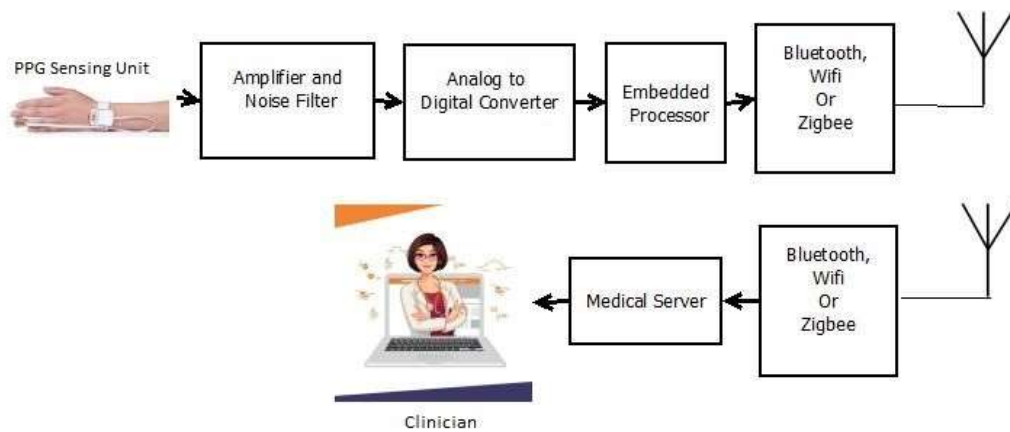 PPG Sensing Unit
Amplifier and
Noise Filter
Analog to
Digital Converter
Embedded
Processor
Bluetooth,
Wifi
Or
Zigbee
Bluetooth,
Wifi
Or
Zigbee
Medical Server
Clinician